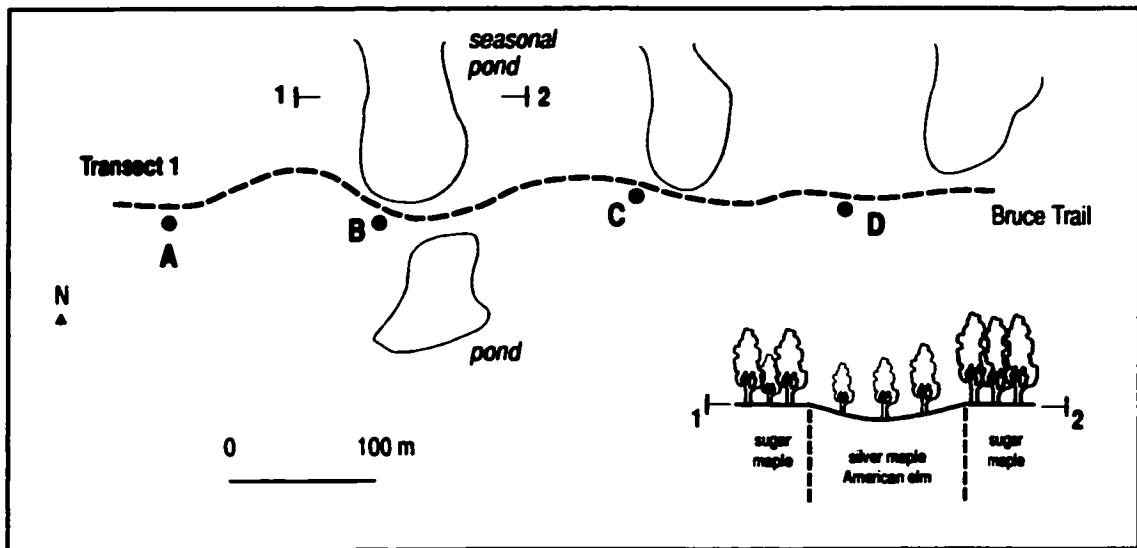 seasonal
pond
1
2
Transect 1
A
B
C
D
Bruce Trail
N
pond
0 100 m
1
2
sugar
maple
silver maple
American elm
sugar
maple